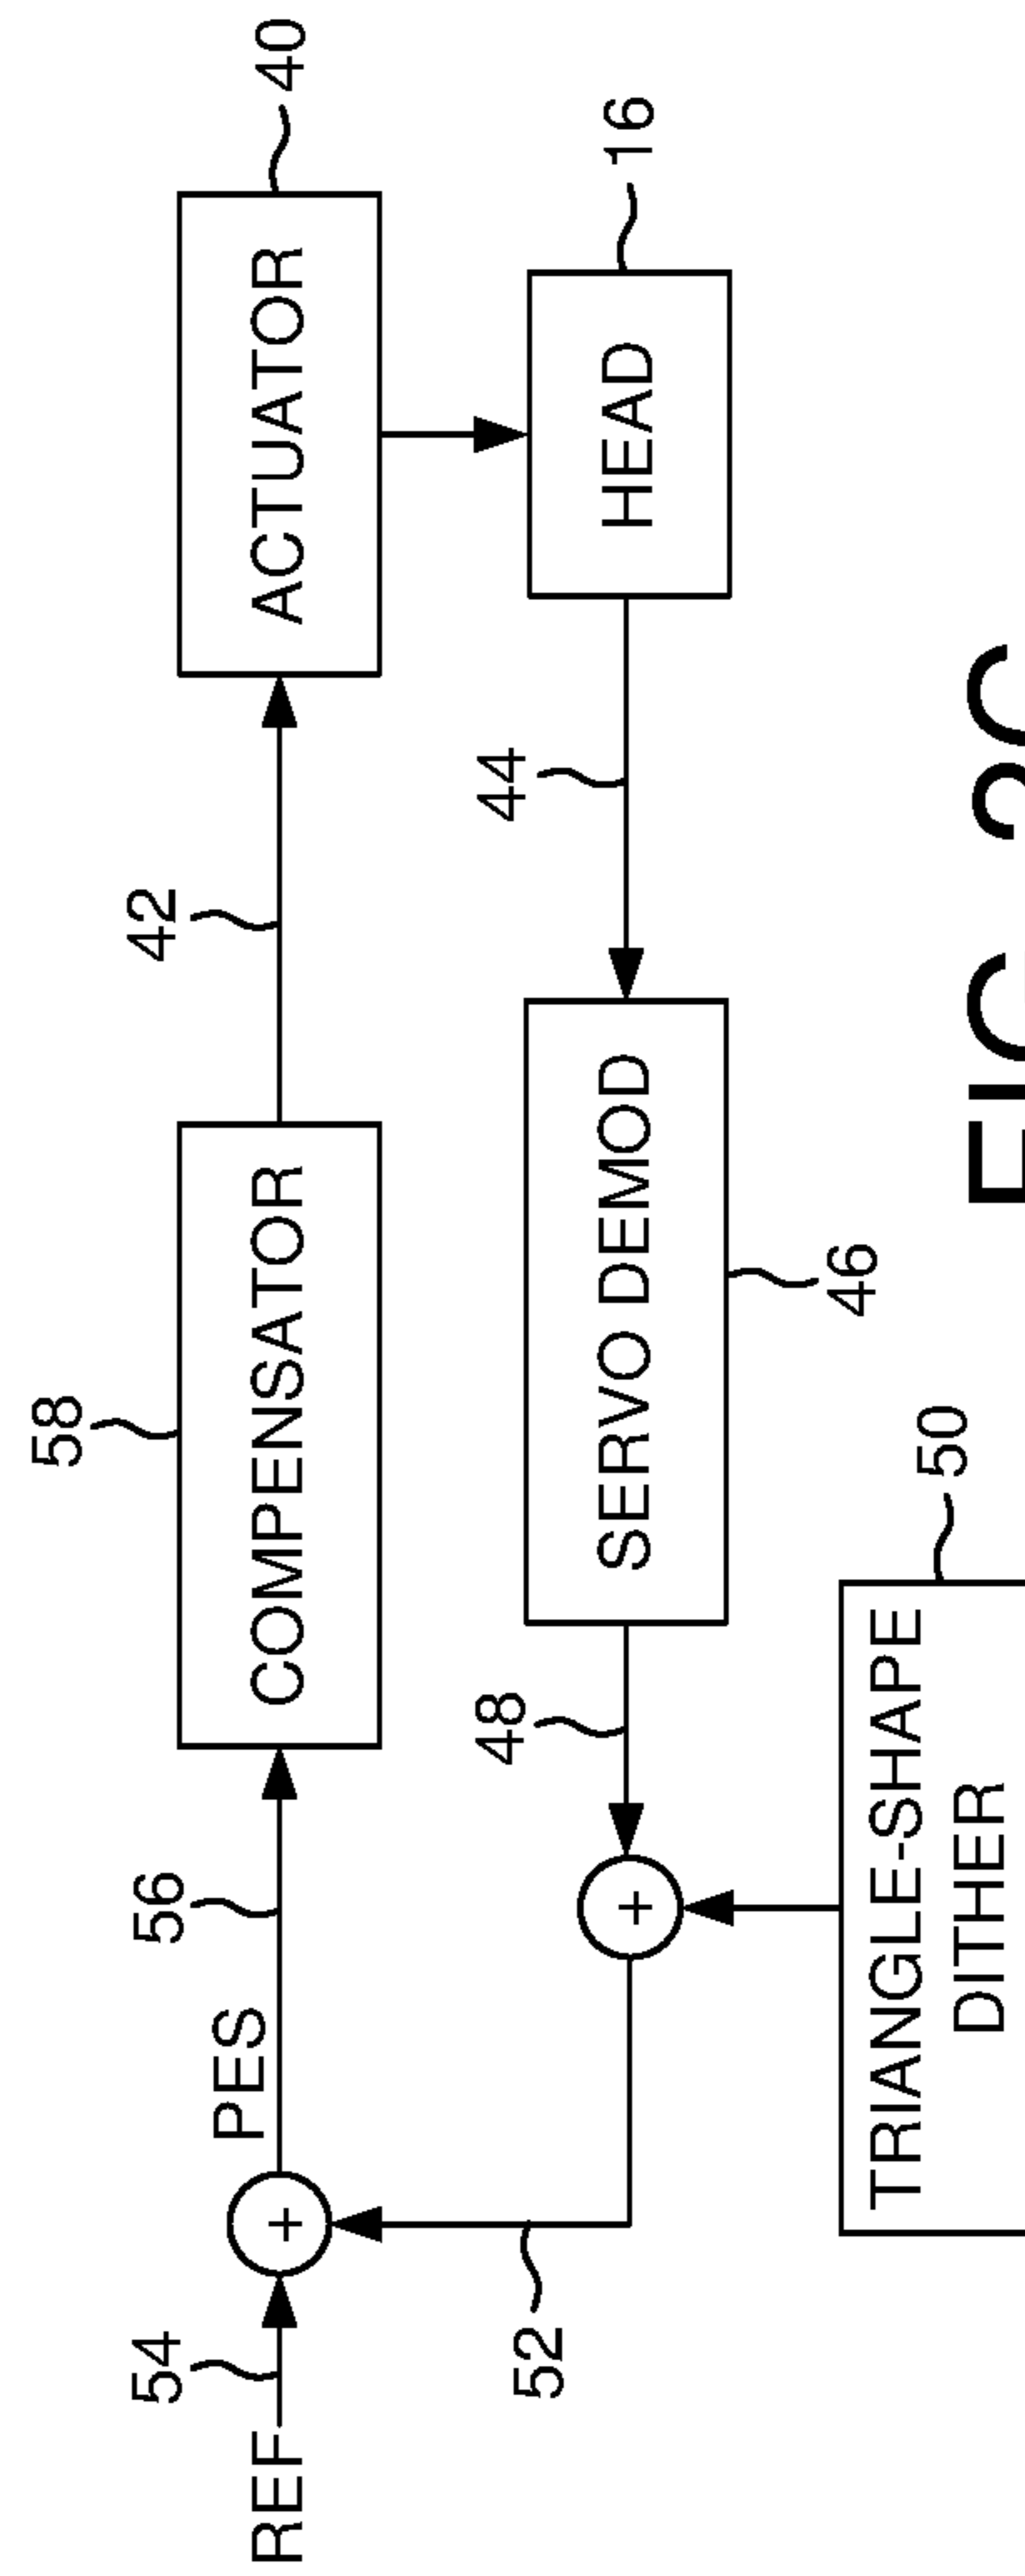 58
54
56
42
PES
REF
+
COMPENSATOR
ACTUATOR
40
52
48
44
+
SERVO DEMOD
HEAD
16
46
TRIANGLE-SHAPE
DITHER
50